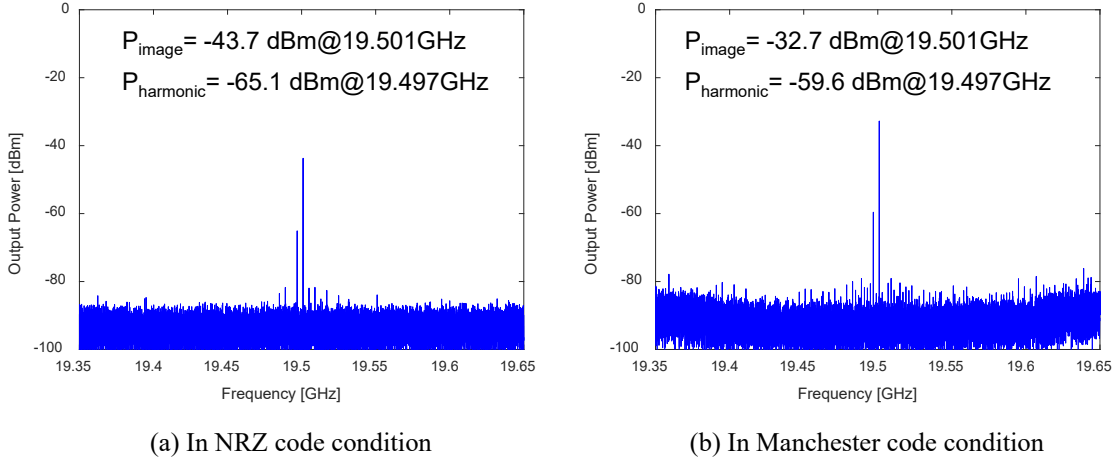 P_image= -43.7 dBm@19.501GHz
P_harmonic= -65.1 dBm@19.497GHz
Output Power [dBm]
0
-20
-40
-60
-80
-100
19.35
19.4
19.45
19.5
19.55
19.6
19.65
Frequency [GHz]
(a) In NRZ code condition
P_image= -32.7 dBm@19.501GHz
P_harmonic= -59.6 dBm@19.497GHz
Output Power [dBm]
0
-20
-40
-60
-80
-100
19.35
19.4
19.45
19.5
19.55
19.6
19.65
Frequency [GHz]
(b) In Manchester code condition